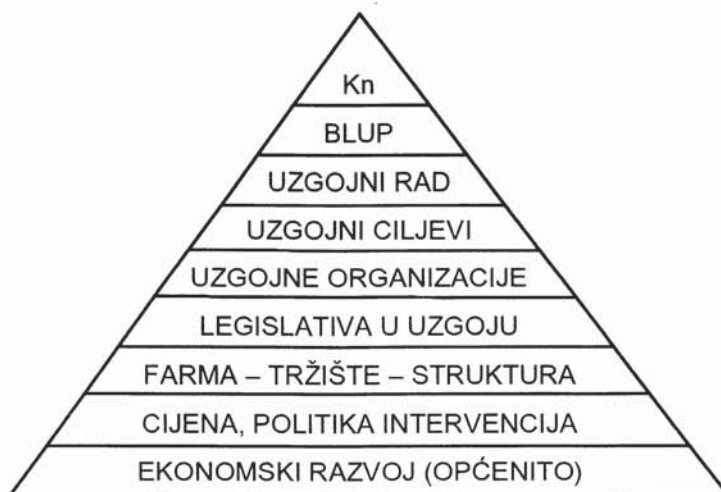 Kn
BLUP
UZGOJNI RAD
UZGOJNI CILJEVI
UZGOJNE ORGANIZACIJE
LEGISLATIVA U UZGOJU
FARMA – TRŽIŠTE – STRUKTURA
CIJENA, POLITIKA INTERVENCIJA
EKONOMSKI RAZVOJ (OPĆENITO)